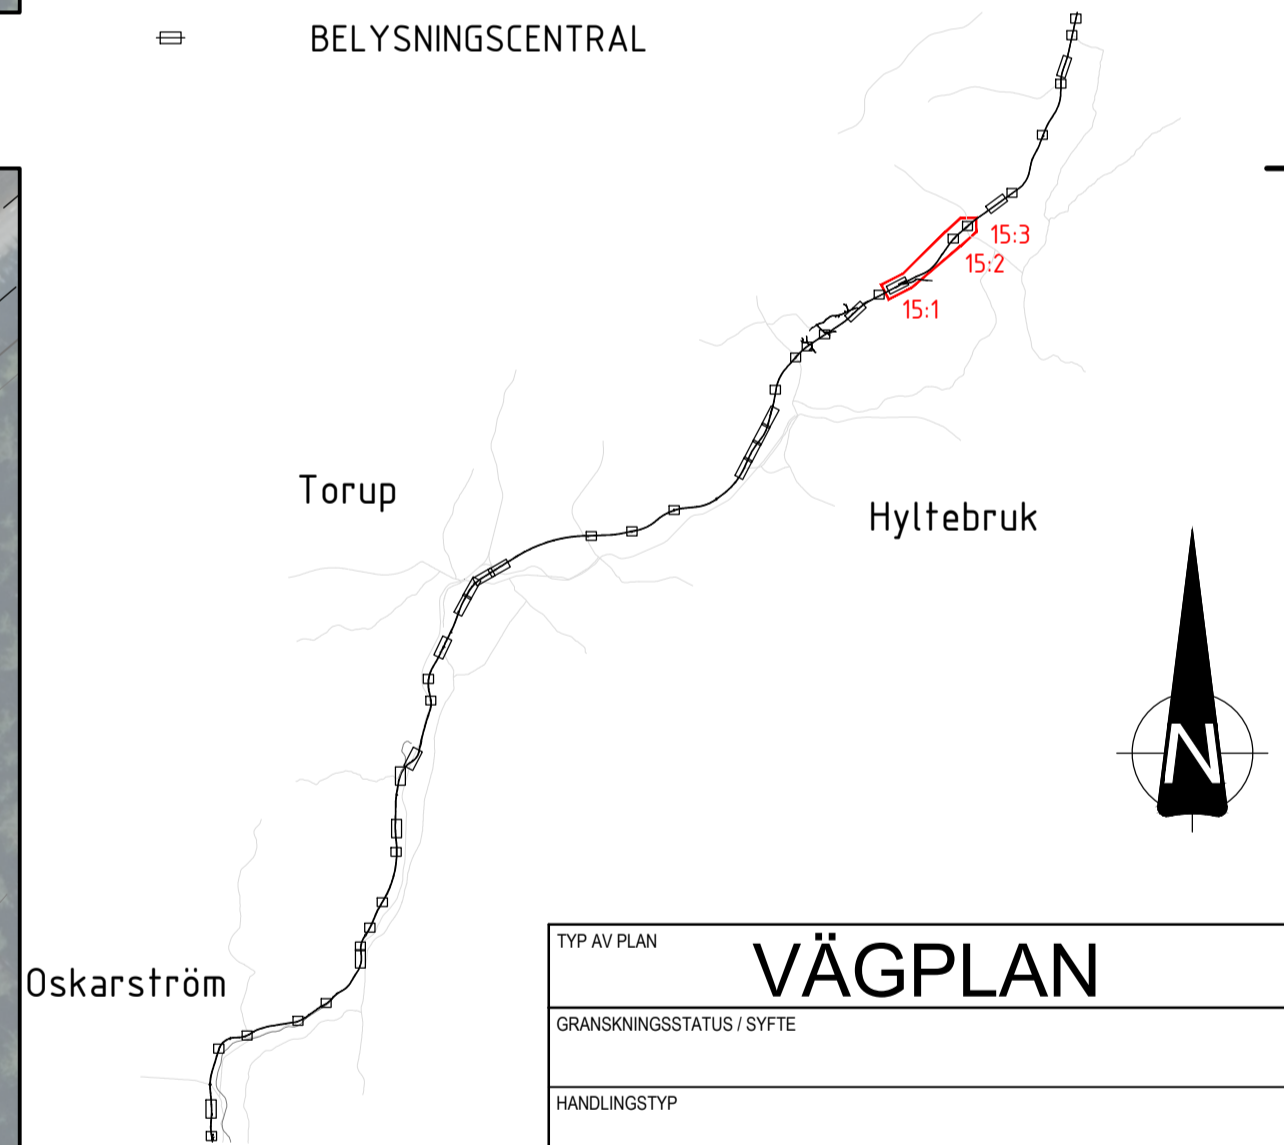 BELYSNINGSCENTRAL
15:3
15:2
15:1
Torup
Hyltebruk
N
Oskarström
TYP AV PLAN
VÄGPLAN
GRANSKNINGSSTATUS / SYFTE
HANDLINGSTYP